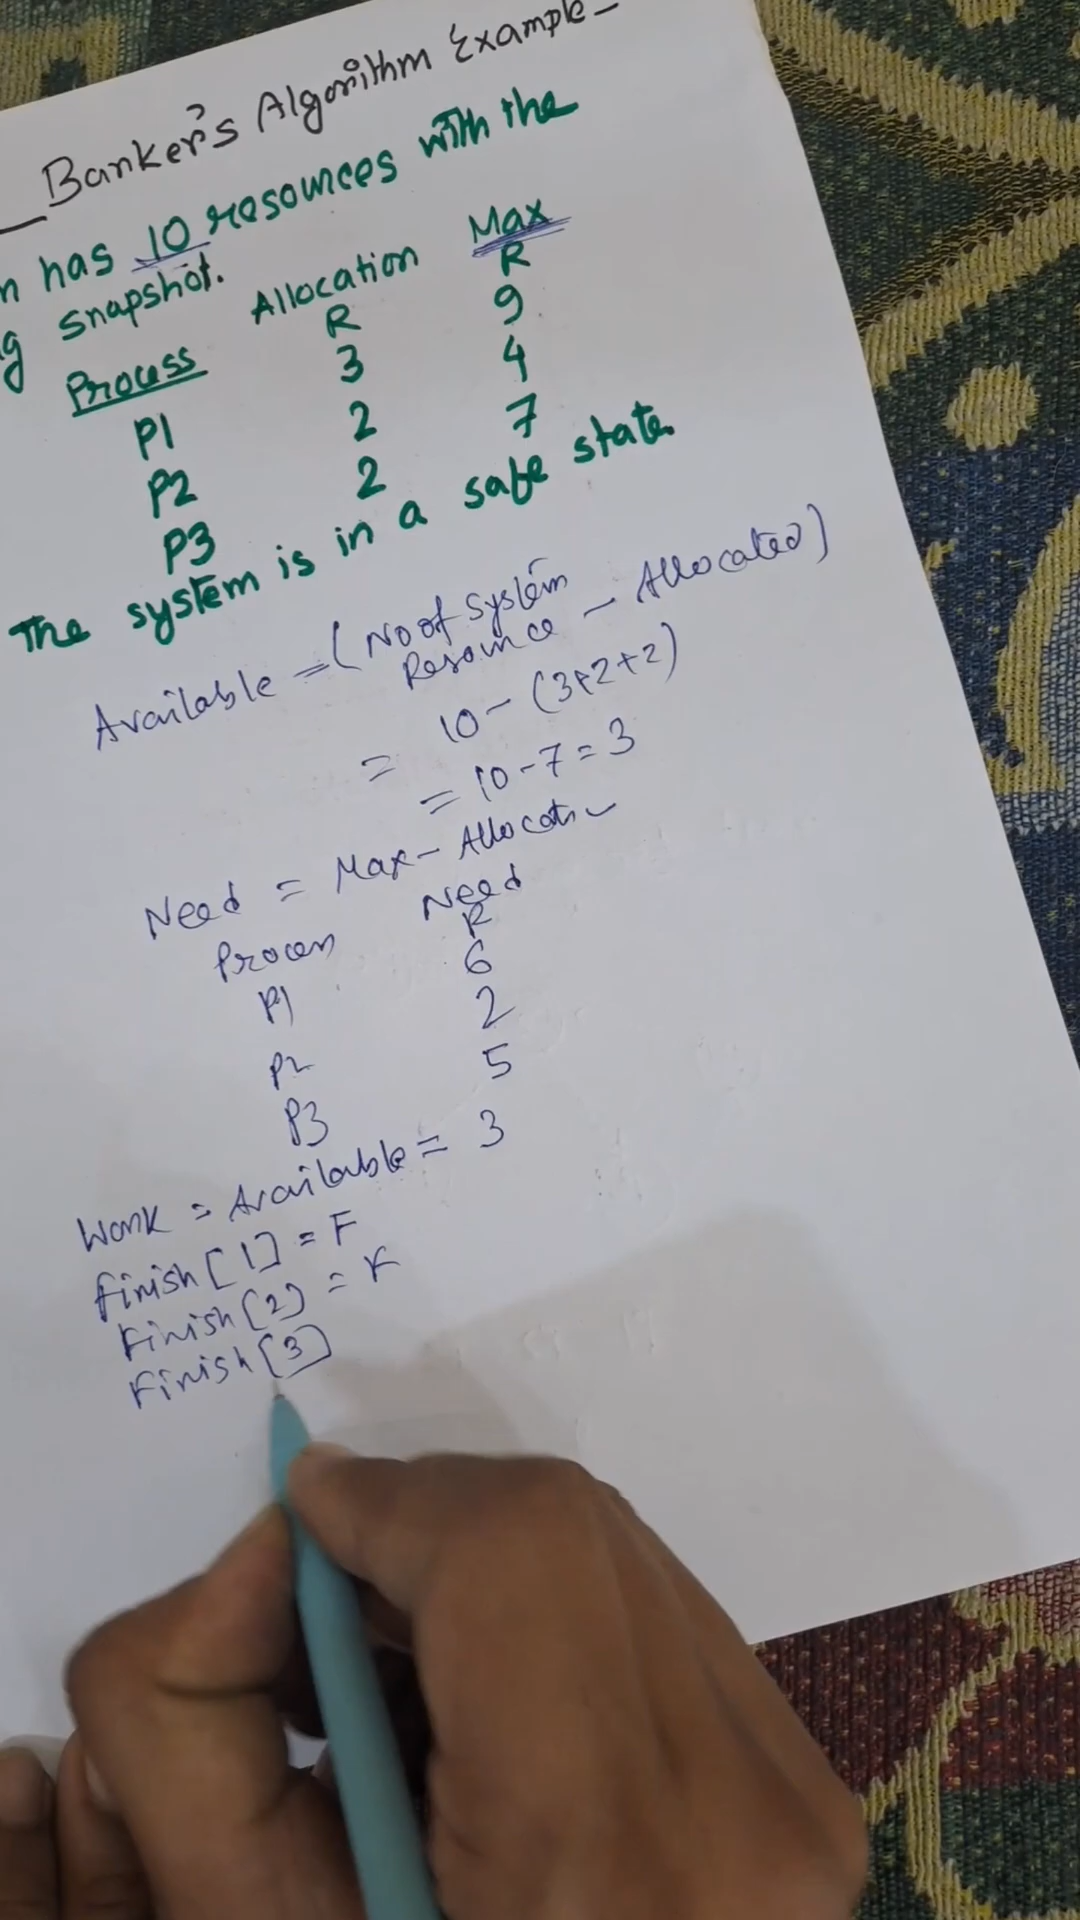 Banker's Algorithm Example
has 10 resources with the
snapshot.
Process Allocation Max
R R
P1 3 9
P2 2 4
P3 2 7
The system is in a safe state.
Available = (No of System Resource - Allocated)
= 10 - (3+2+2)
= 10 - 7 = 3
Need = Max - Allocation
Process Need
R
P1 6
P2 2
P3 5
Work = Available = 3
Finish[1] = F
Finish[2] = F
Finish[3]